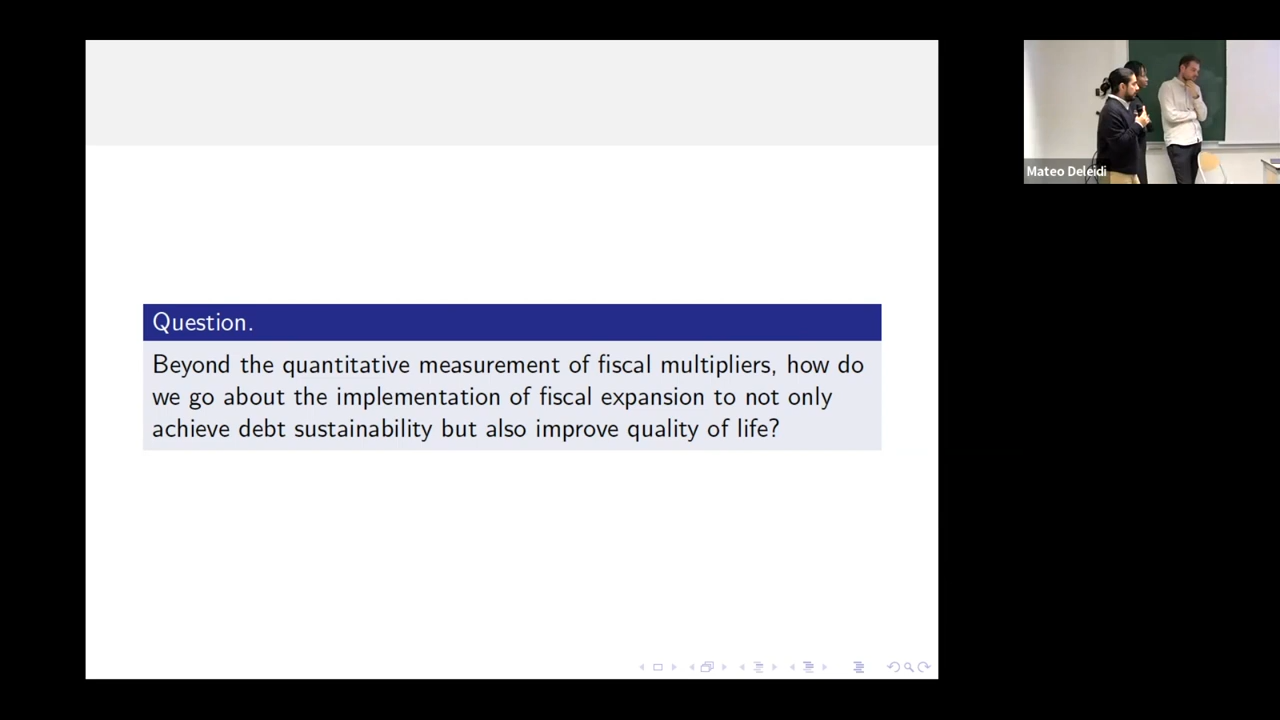 Question.
Beyond the quantitative measurement of fiscal multipliers, how do
we go about the implementation of fiscal expansion to not only
achieve debt sustainability but also improve quality of life?
Mateo Deleidi